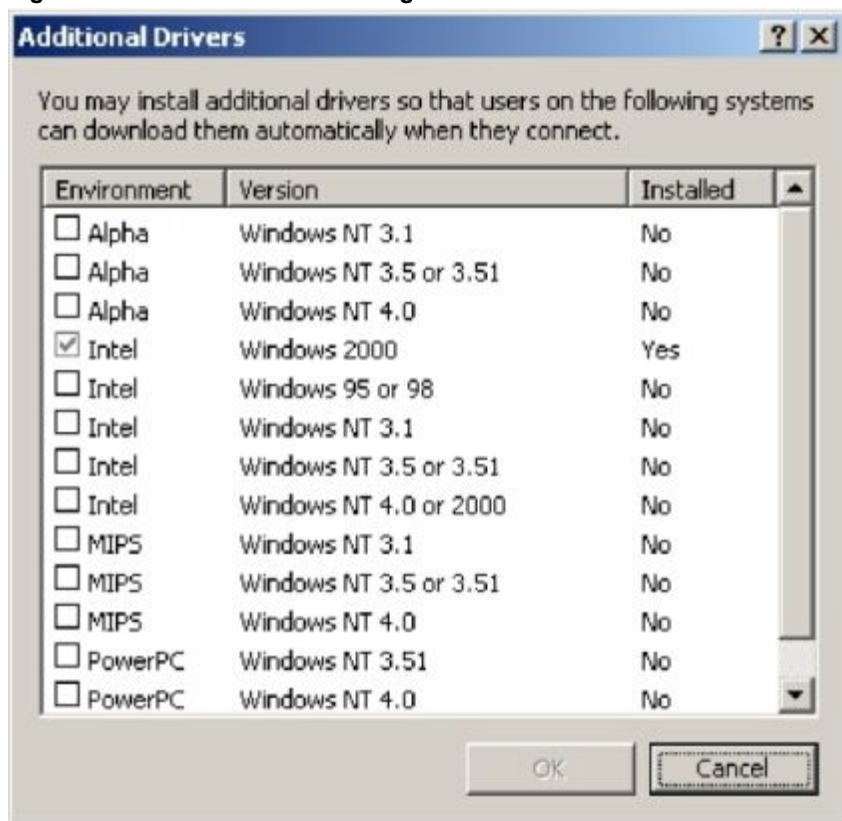 Additional Drivers
You may install additional drivers so that users on the following systems
can download them automatically when they connect.
Environment Version Installed
Alpha Windows NT 3.1 No
Alpha Windows NT 3.5 or 3.51 No
Alpha Windows NT 4.0 No
Intel Windows 2000 Yes
Intel Windows 95 or 98 No
Intel Windows NT 3.1 No
Intel Windows NT 3.5 or 3.51 No
Intel Windows NT 4.0 or 2000 No
MIPS Windows NT 3.1 No
MIPS Windows NT 3.5 or 3.51 No
MIPS Windows NT 4.0 No
PowerPC Windows NT 3.51 No
PowerPC Windows NT 4.0 No
OK Cancel